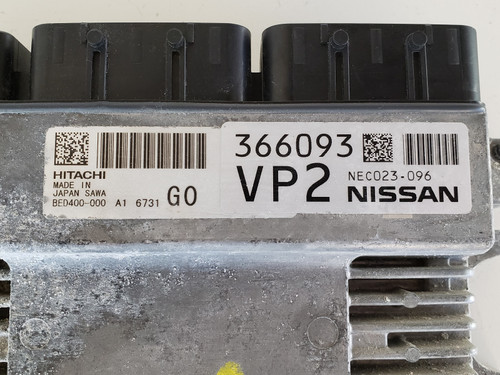 HITACHI
MADE IN
JAPAN SAWA
BED400-000 A1 6731 G0
366093
VP2
NEC023-096
NISSAN